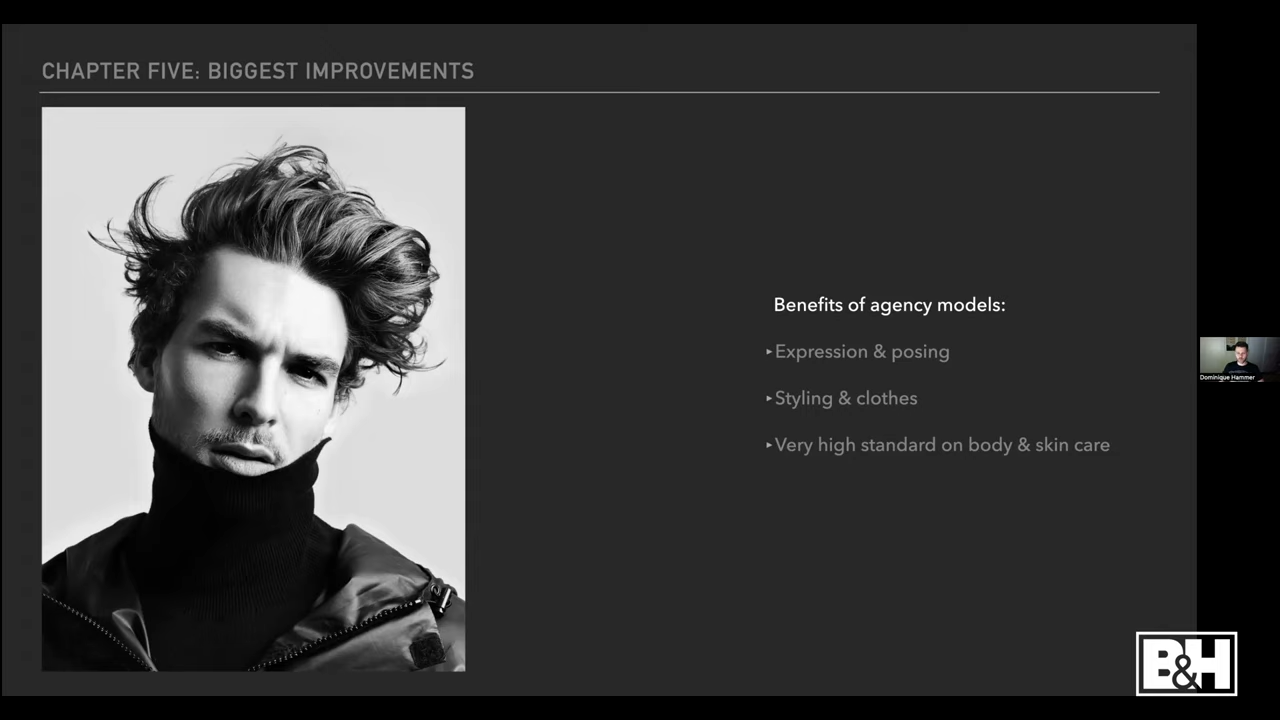 CHAPTER FIVE: BIGGEST IMPROVEMENTS
Benefits of agency models:
▸Expression & posing
▸Styling & clothes
▸Very high standard on body & skin care
Dominique Hammer
B&H